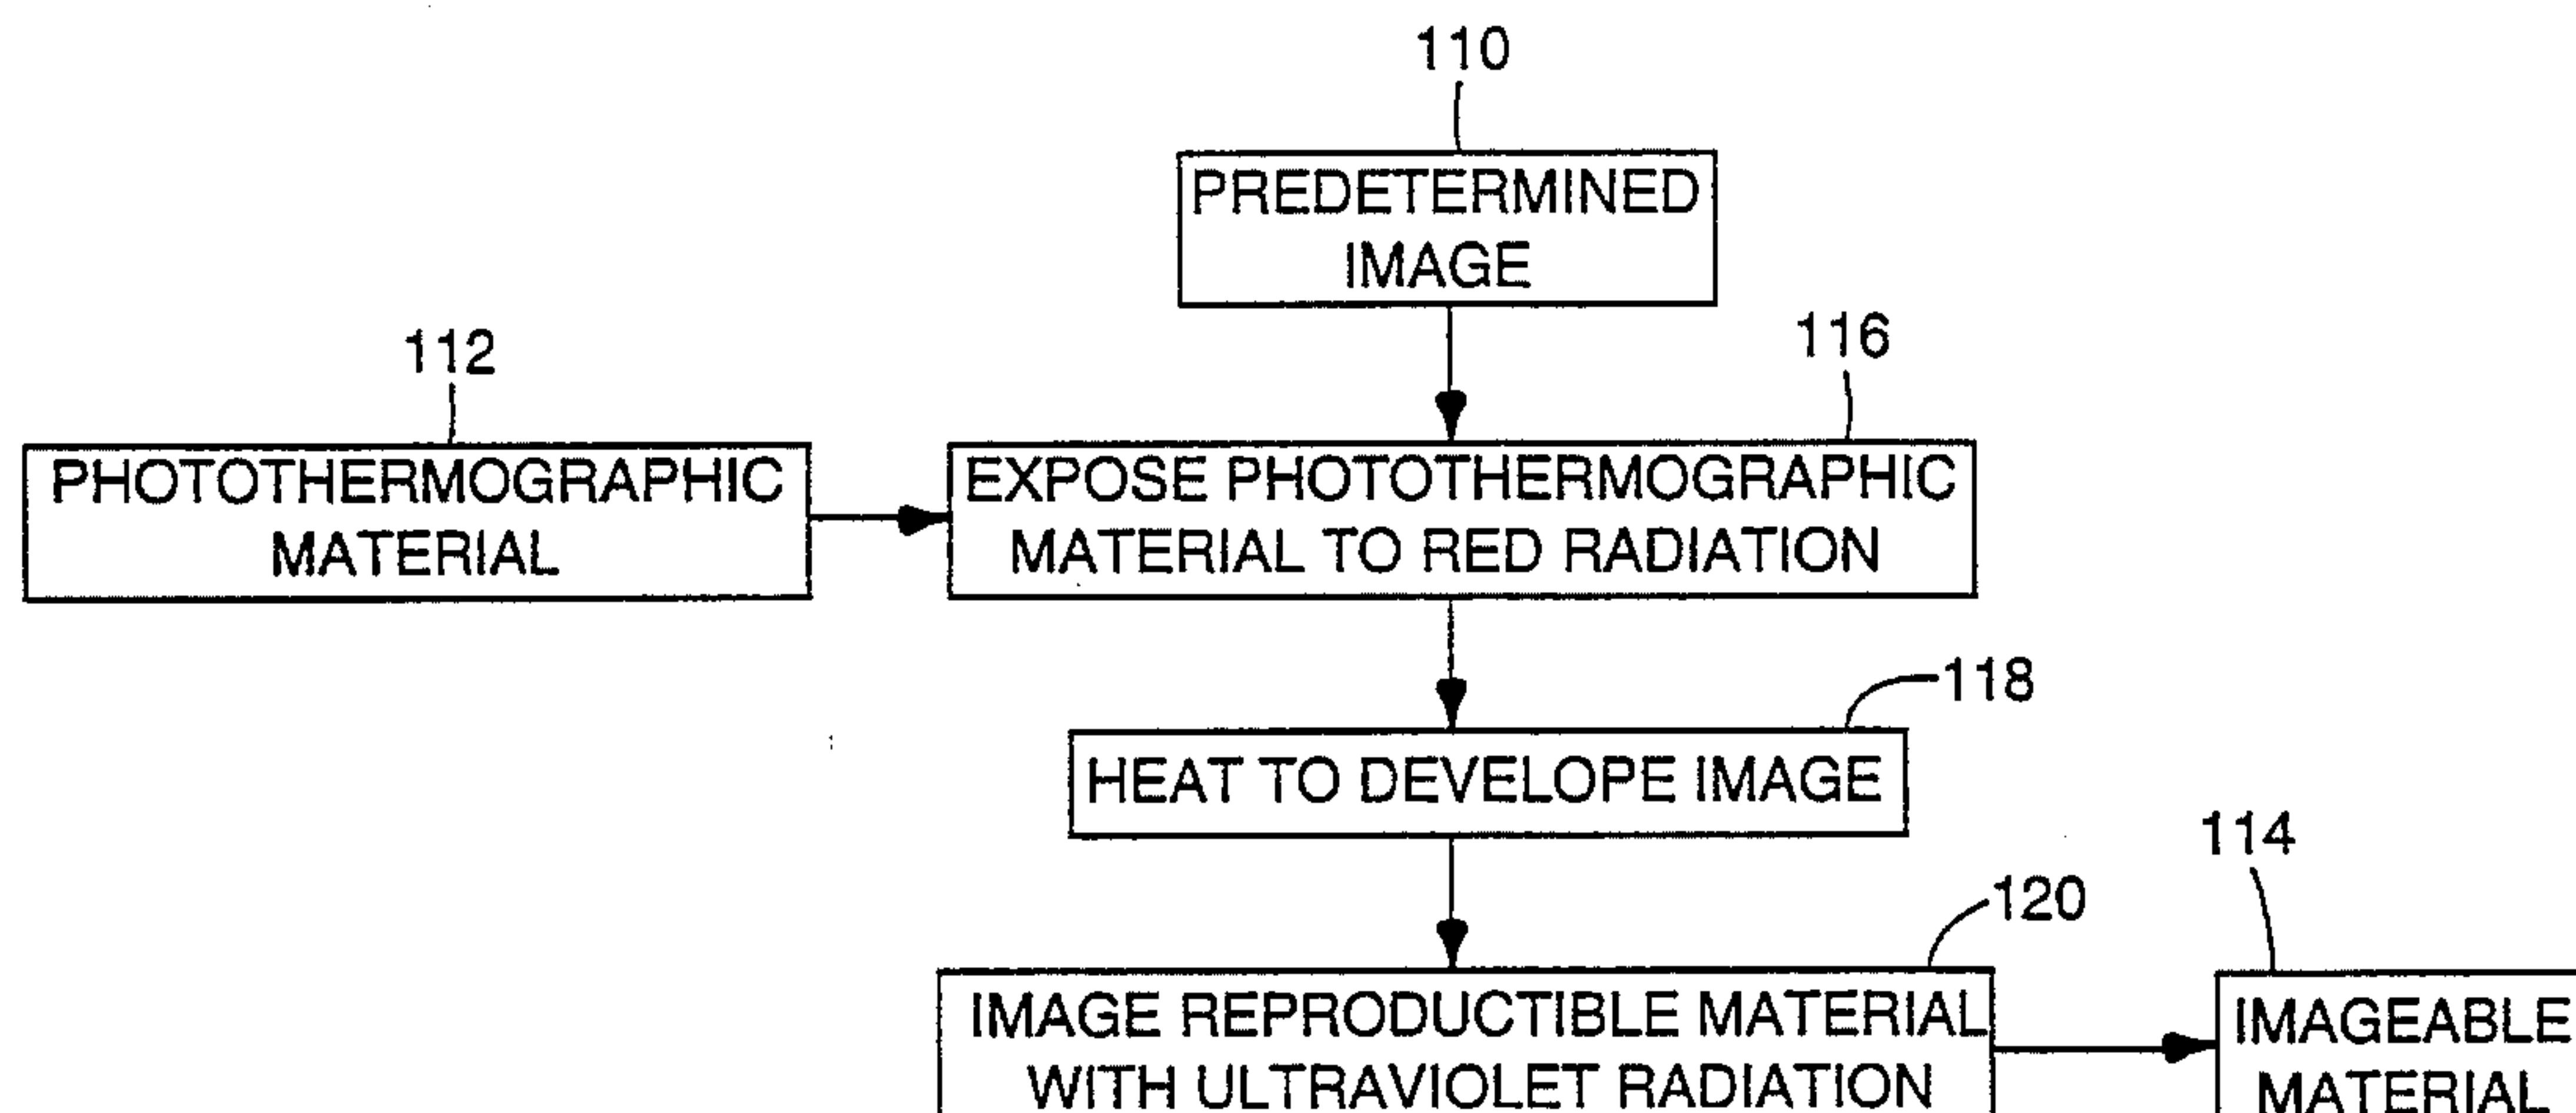 110
PREDETERMINED
IMAGE
112
116
PHOTOTHERMOGRAPHIC
MATERIAL
EXPOSE PHOTOTHERMOGRAPHIC
MATERIAL TO RED RADIATION
118
HEAT TO DEVELOPE IMAGE
114
120
IMAGE REPRODUCTIBLE MATERIAL
WITH ULTRAVIOLET RADIATION
IMAGEABLE
MATERIAL